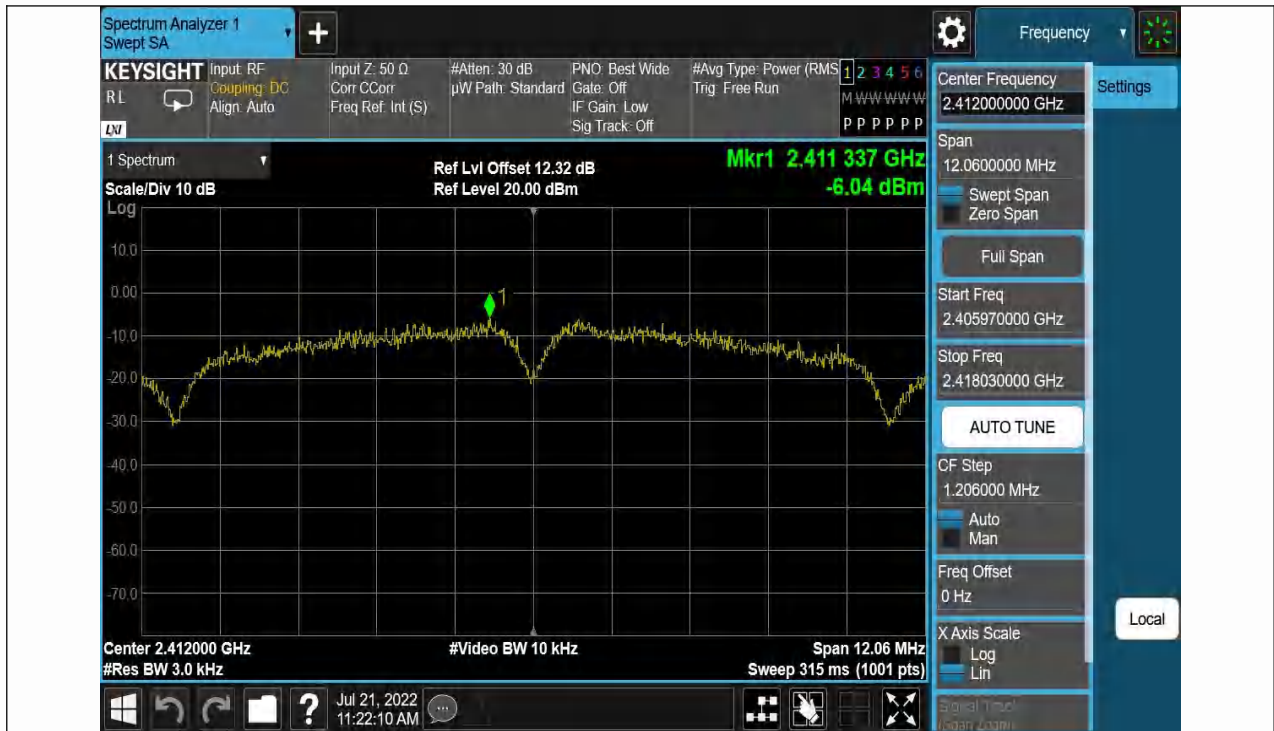 Spectrum Analyzer 1
Swept SA
Frequency
KEYSIGHT
R L
LXI
Input: RF
Coupling: DC
Align: Auto
Input Z: 50 Ω
Corr CCorr
Freq Ref: Int (S)
#Atten: 30 dB
µW Path: Standard
PNO: Best Wide
Gate: Off
IF Gain: Low
Sig Track: Off
#Avg Type: Power (RMS
Trig: Free Run
1 2 3 4 5 6
M W W W W W
P P P P P P
Center Frequency
2.412000000 GHz
Settings
1 Spectrum
Scale/Div 10 dB
Ref Lvl Offset 12.32 dB
Ref Level 20.00 dBm
Mkr1 2.411 337 GHz
-6.04 dBm
Log
10.0
0.00
-10.0
-20.0
-30.0
-40.0
-50.0
-60.0
-70.0
1
Center 2.412000 GHz
#Res BW 3.0 kHz
#Video BW 10 kHz
Span 12.06 MHz
Sweep 315 ms (1001 pts)
Span
12.0600000 MHz
Swept Span
Zero Span
Full Span
Start Freq
2.405970000 GHz
Stop Freq
2.418030000 GHz
AUTO TUNE
CF Step
1.206000 MHz
Auto
Man
Freq Offset
0 Hz
X Axis Scale
Log
Lin
Signal Track
(Span Zoom)
Local
?
Jul 21, 2022
11:22:10 AM